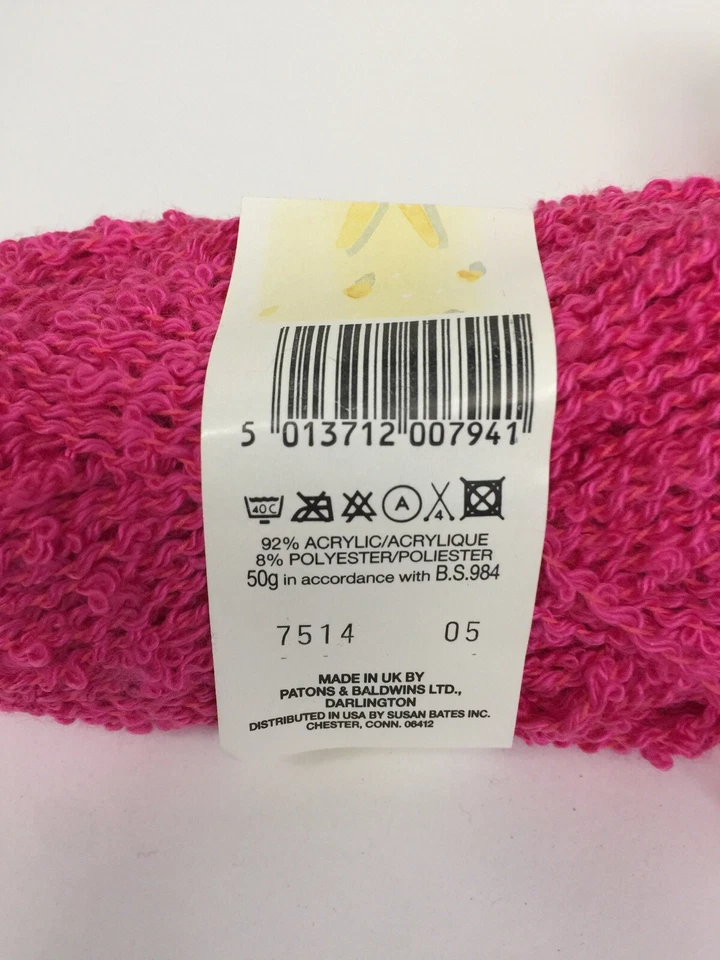 5 013712 007941
40C A 4
92% ACRYLIC/ACRYLIQUE
8% POLYESTER/POLIESTER
50g in accordance with B.S.984
7514 05
MADE IN UK BY
PATONS & BALDWINS LTD.,
DARLINGTON
DISTRIBUTED IN USA BY SUSAN BATES INC.
CHESTER, CONN. 06412